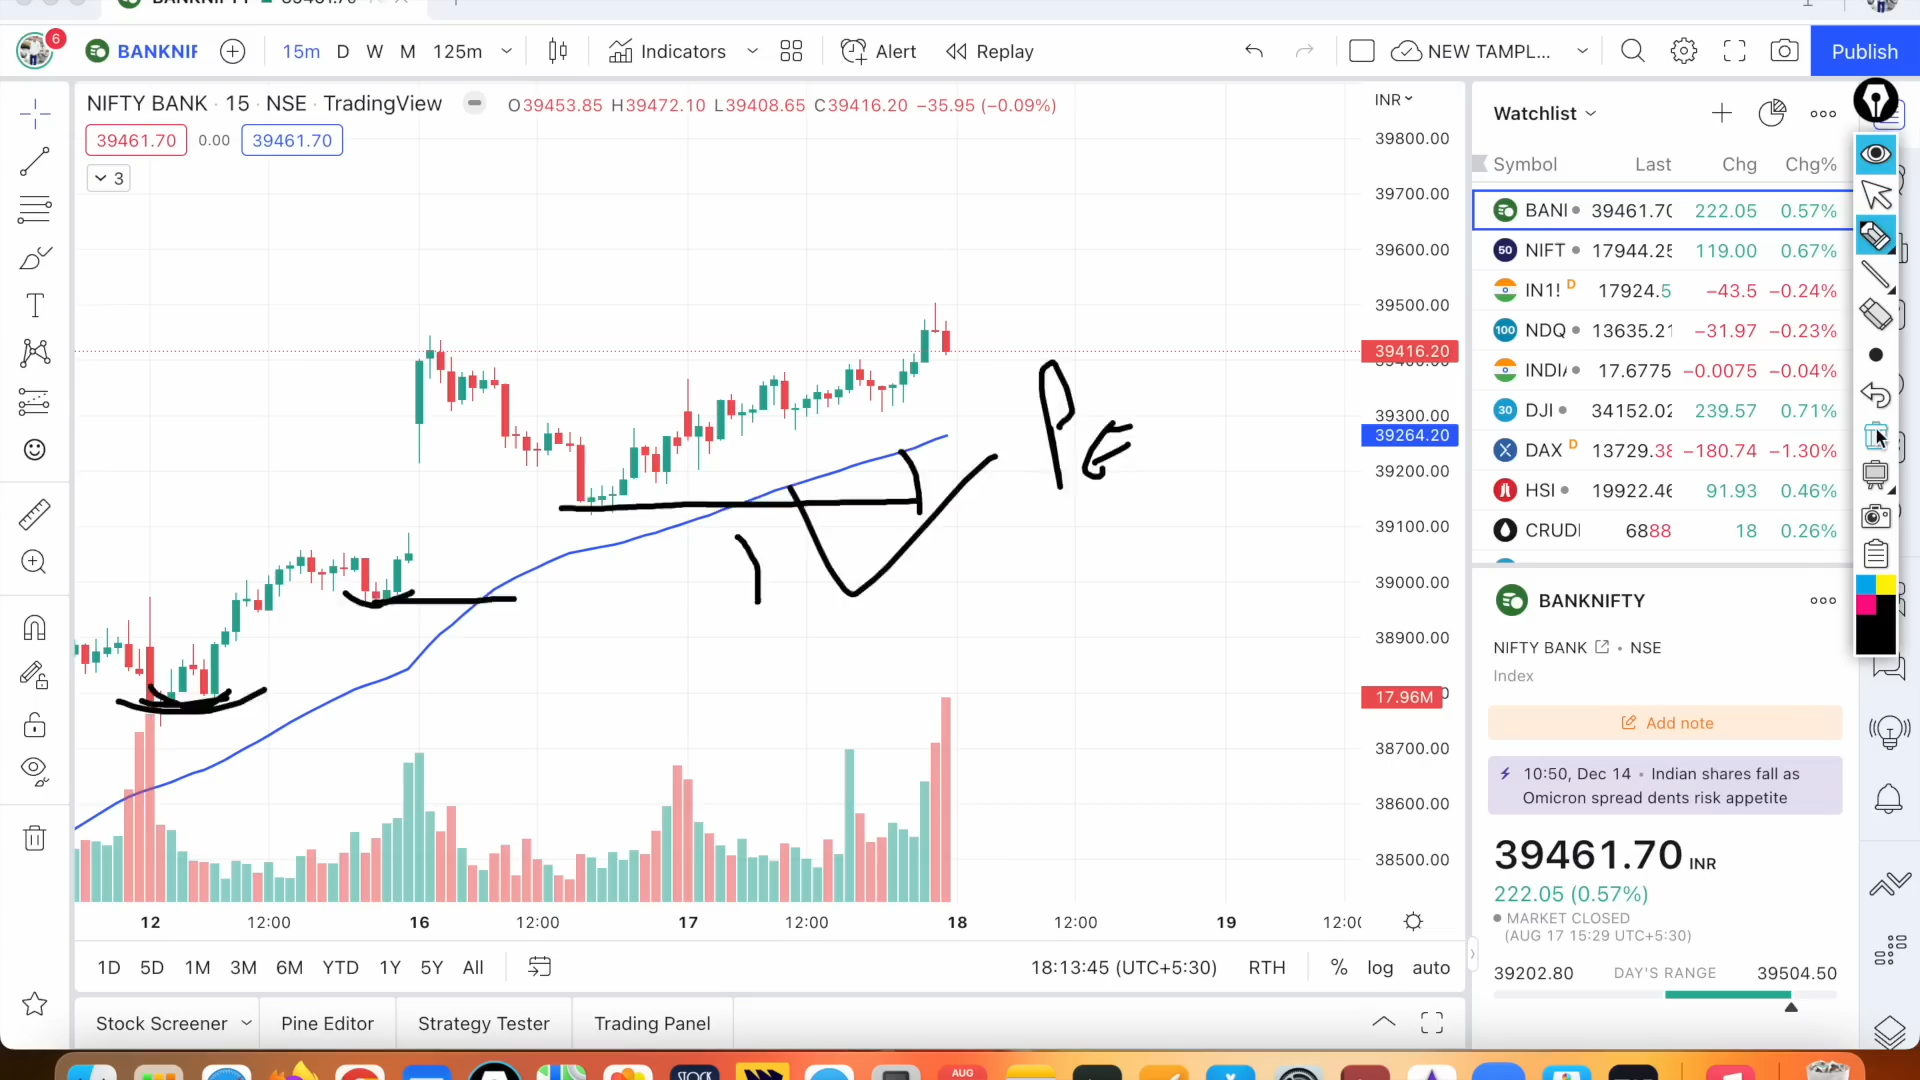 6 BANKNIF 15m D W M 125m Indicators Alert Replay NEW TAMPL... Publish
NIFTY BANK · 15 · NSE · TradingView O39453.85 H39472.10 L39408.65 C39416.20 −35.95 (−0.09%)
39461.70 0.00 39461.70
3
INR
39800.00
39700.00
39600.00
39500.00
39416.20
39300.00
39264.20
39200.00
39100.00
39000.00
38900.00
17.96M
38700.00
38600.00
38500.00
PE
12 12:00 16 12:00 17 12:00 18 12:00 19
1D 5D 1M 3M 6M YTD 1Y 5Y All 18:13:45 (UTC+5:30) RTH % log auto
Stock Screener Pine Editor Strategy Tester Trading Panel
Watchlist
Symbol Last Chg Chg%
BANI 39461.70 222.05 0.57%
50 NIFT 17944.25 119.00 0.67%
IN1! D 17924.5 −43.5 −0.24%
100 NDQ 13635.21 −31.97 −0.23%
INDI 17.6775 −0.0075 −0.04%
30 DJI 34152.02 239.57 0.71%
X DAX D 13729.38 −180.74 −1.30%
HSI 19922.46 91.93 0.46%
CRUDI 6888 18 0.26%
BANKNIFTY
NIFTY BANK • NSE
Index
Add note
10:50, Dec 14 • Indian shares fall as
Omicron spread dents risk appetite
39461.70 INR
222.05 (0.57%)
MARKET CLOSED
(AUG 17 15:29 UTC+5:30)
39202.80 DAY'S RANGE 39504.50
STOCK AUG